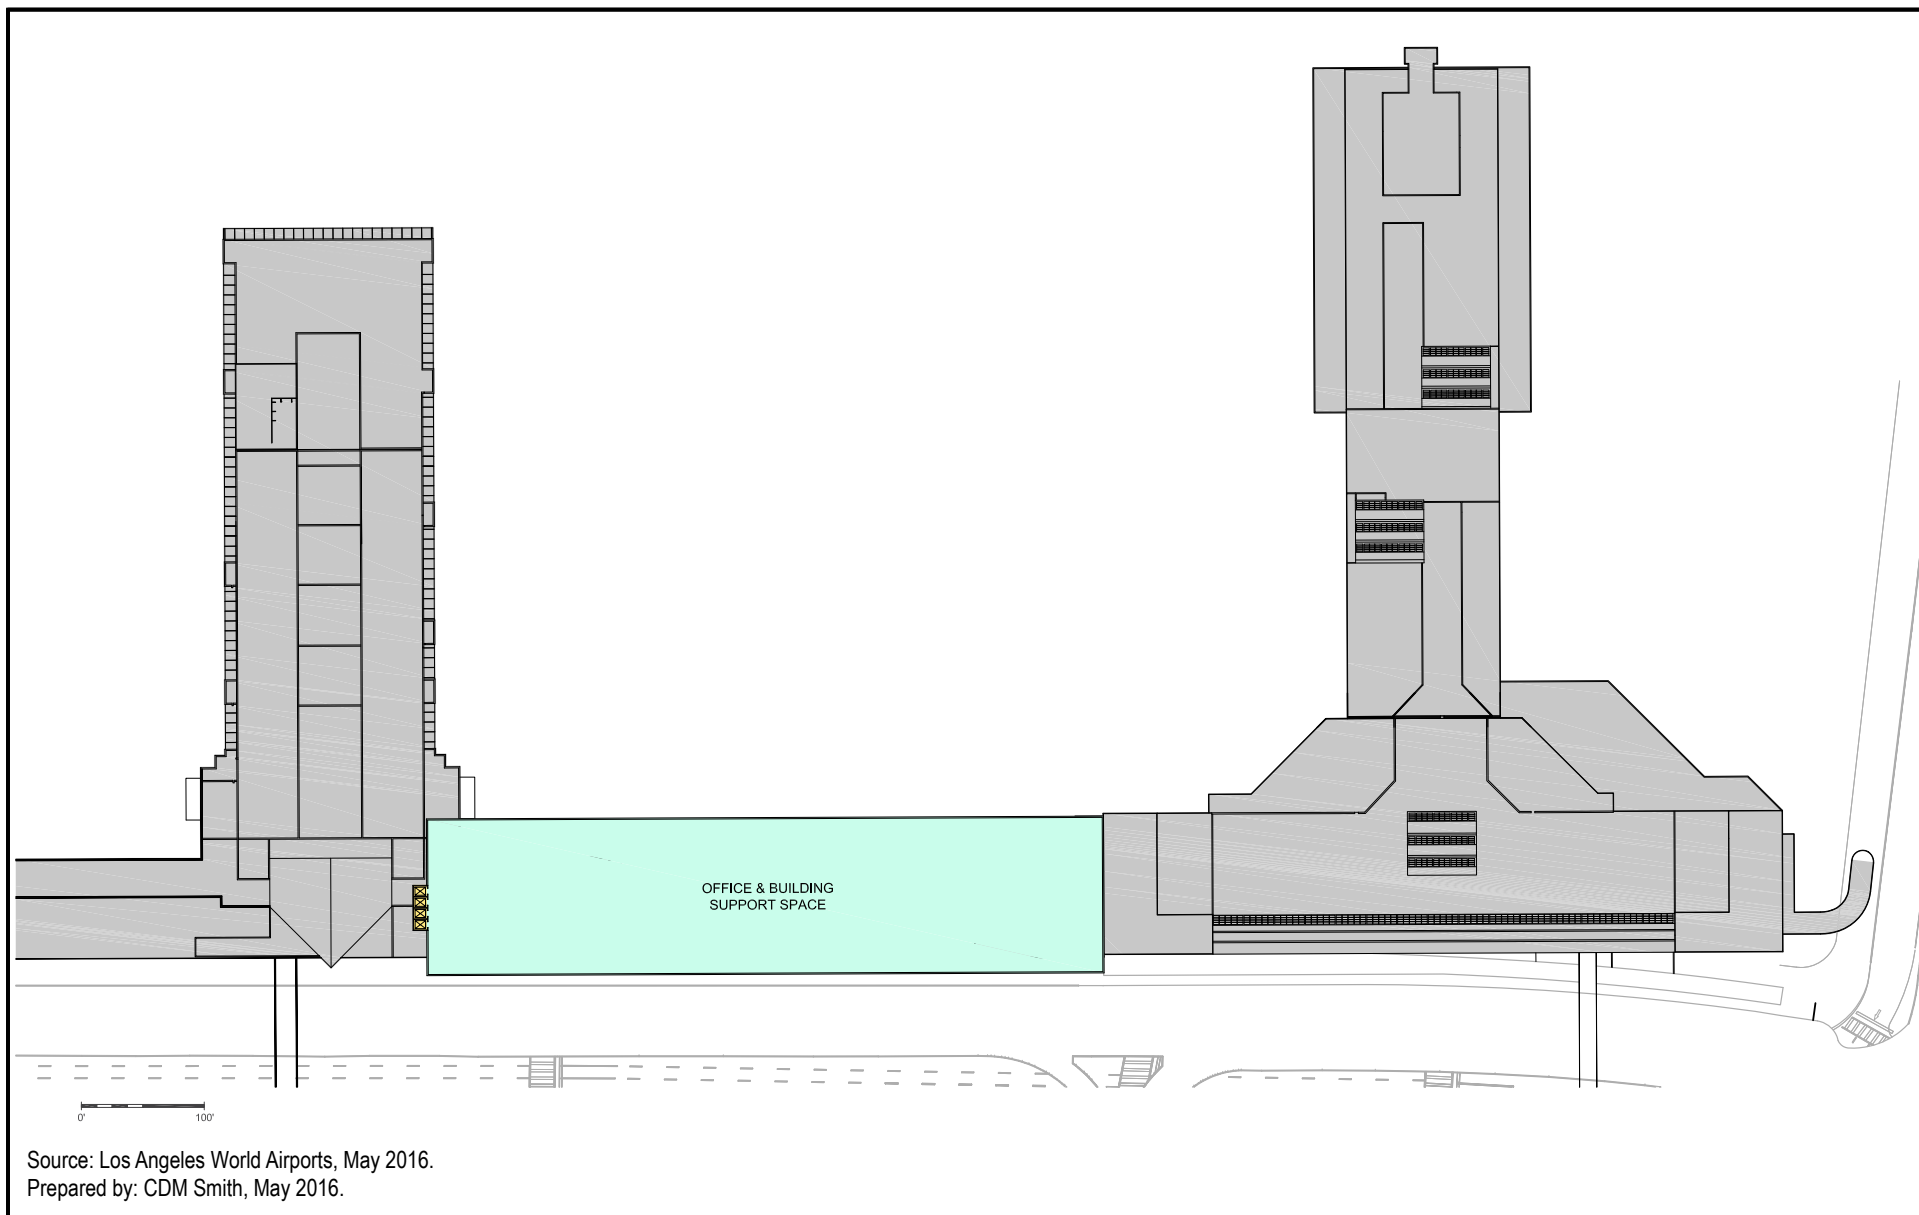 OFFICE & BUILDING
SUPPORT SPACE
0' 100'
Source: Los Angeles World Airports, May 2016.
Prepared by: CDM Smith, May 2016.